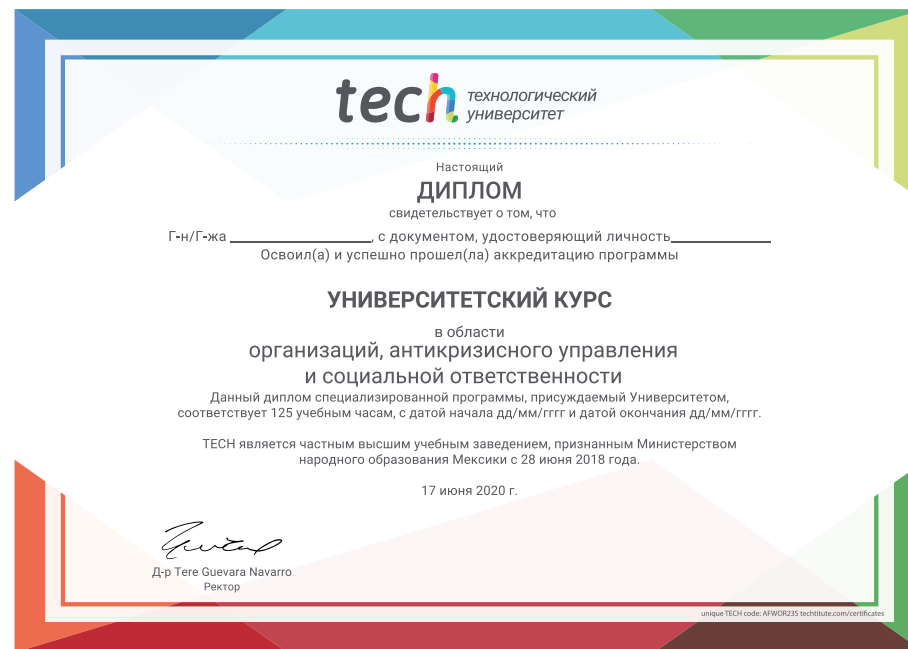 tech технологический
университет
Настоящий
ДИПЛОМ
свидетельствует о том, что
Г-н/Г-жа ____________________, с документом, удостоверяющий личность______________
Освоил(а) и успешно прошел(ла) аккредитацию программы
УНИВЕРСИТЕТСКИЙ КУРС
в области
организаций, антикризисного управления
и социальной ответственности
Данный диплом специализированной программы, присуждаемый Университетом,
соответствует 125 учебным часам, с датой начала дд/мм/гггг и датой окончания дд/мм/гггг.
TECH является частным высшим учебным заведением, признанным Министерством
народного образования Мексики с 28 июня 2018 года.
17 июня 2020 г.
Д-р Tere Guevara Navarro
Ректор
unique TECH code: AFWOR235 techtitute.com/certificates